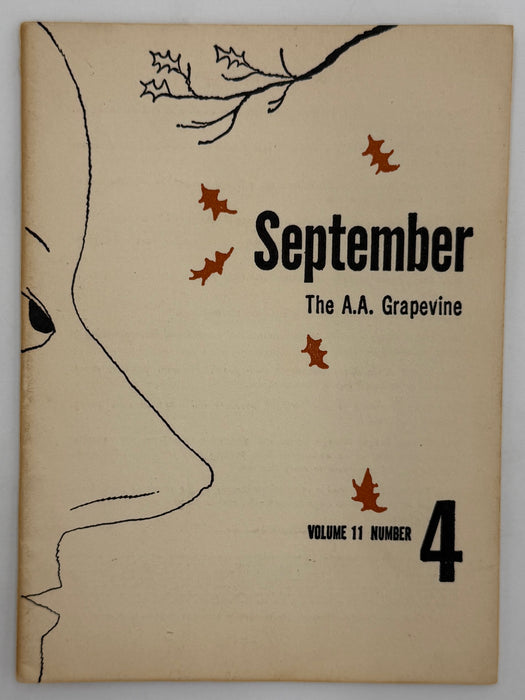 September
The A.A. Grapevine
VOLUME 11 NUMBER 4